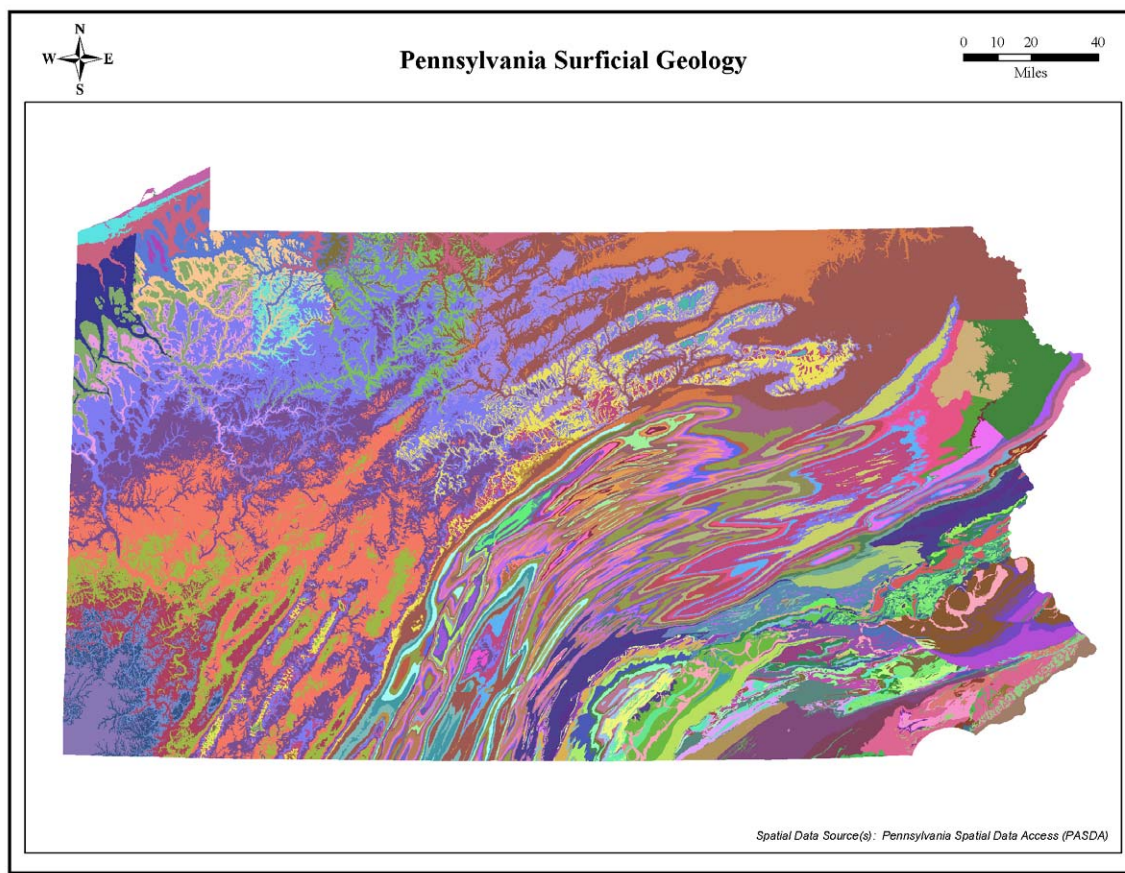 N
W E
S
Pennsylvania Surficial Geology
0 10 20 40
Miles
Spatial Data Source(s): Pennsylvania Spatial Data Access (PASDA)